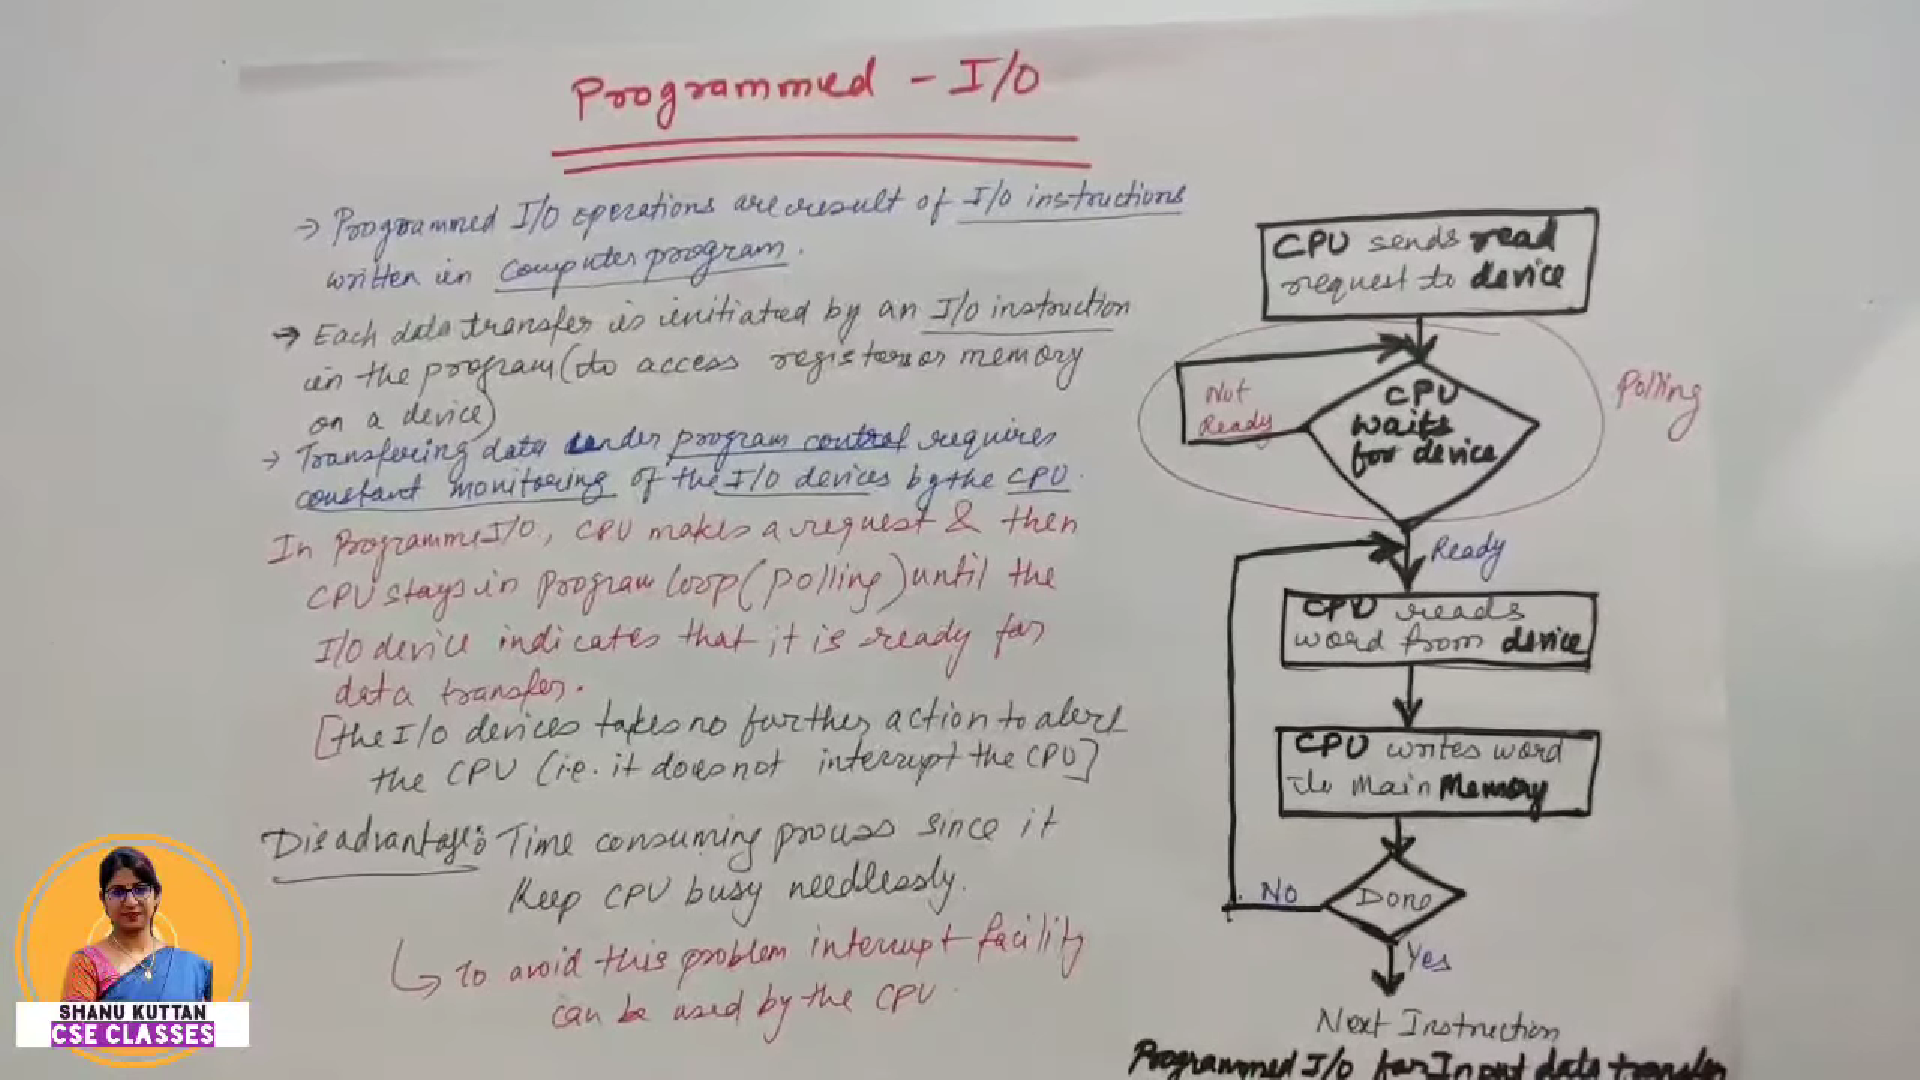 Programmed - I/O
→ Programmed I/O operations are result of I/O instructions
written in computer program.
→ Each data transfer is initiated by an I/O instruction
in the program (to access registers or memory
on a device)
→ Transfering data under program control requires
constant monitoring of the I/O devices by the CPU.
In Programme I/O, CPU makes a request & then
CPU stays in program loop (polling) until the
I/O device indicates that it is ready for
data transfer.
[the I/O devices takes no further action to alert
the CPU (i.e. it does not interrupt the CPU]
Disadvantage: Time consuming process since it
Keep CPU busy needlessly.
↳ to avoid this problem interrupt facility
can be used by the CPU.
CPU sends read
request to device
Not
Ready
CPU
waits
for device
Polling
Ready
CPU reads
word from device
CPU writes word
to main Memory
No
Done
Yes
Next Instruction
Programmed I/O for Input data transfer
SHANU KUTTAN
CSE CLASSES